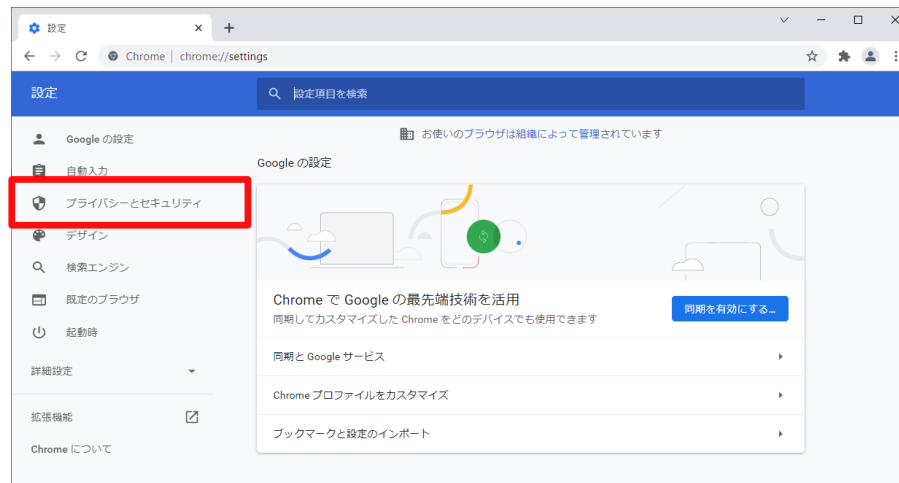 設定
Chrome | chrome://settings
設定
設定項目を検索
Google の設定
自動入力
プライバシーとセキュリティ
デザイン
検索エンジン
既定のブラウザ
起動時
詳細設定
拡張機能
Chrome について
お使いのブラウザは組織によって管理されています
Google の設定
Chrome で Google の最先端技術を活用
同期してカスタマイズした Chrome をどのデバイスでも使用できます
同期を有効にする...
同期と Google サービス
Chrome プロファイルをカスタマイズ
ブックマークと設定のインポート